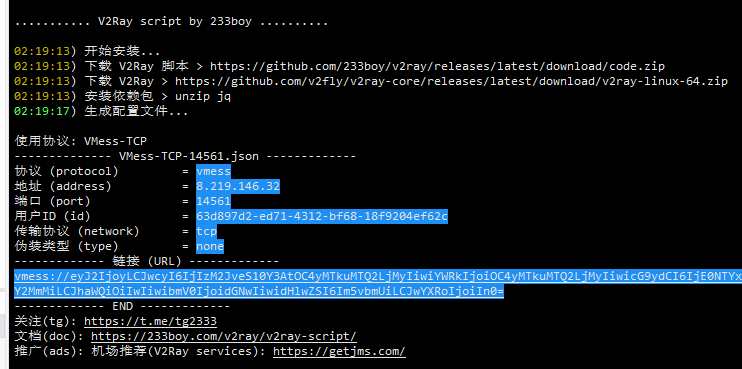 ........... V2Ray script by 233boy ..........
02:19:13) 开始安装...
02:19:13) 下载 V2Ray 脚本 > https://github.com/233boy/v2ray/releases/latest/download/code.zip
02:19:13) 下载 V2Ray > https://github.com/v2fly/v2ray-core/releases/latest/download/v2ray-linux-64.zip
02:19:13) 安装依赖包 > unzip jq
02:19:17) 生成配置文件...
使用协议: VMess-TCP
-------------- VMess-TCP-14561.json -------------
协议 (protocol) = vmess
地址 (address) = 8.219.146.32
端口 (port) = 14561
用户ID (id) = 63d897d2-ed71-4312-bf68-18f9204ef62c
传输协议 (network) = tcp
伪装类型 (type) = none
------------- 链接 (URL) -------------
vmess://eyJ2IjoyLCJwcyI6IjIzM2JveS10Y3AtOC4yMTkuMTQ2LjMyIiwiYWRkIjoiOC4yMTkuMTQ2LjMyIiwicG9ydCI6IjE0NTYx
Y2MmMiLCJhaWQiOiIwIiwibmV0IjoidGNwIiwidHlwZSI6Im5vbmUiLCJwYXRoIjoiIn0=
------------- END -------------
关注(tg): https://t.me/tg2333
文档(doc): https://233boy.com/v2ray/v2ray-script/
推广(ads): 机场推荐(V2Ray services): https://getjms.com/